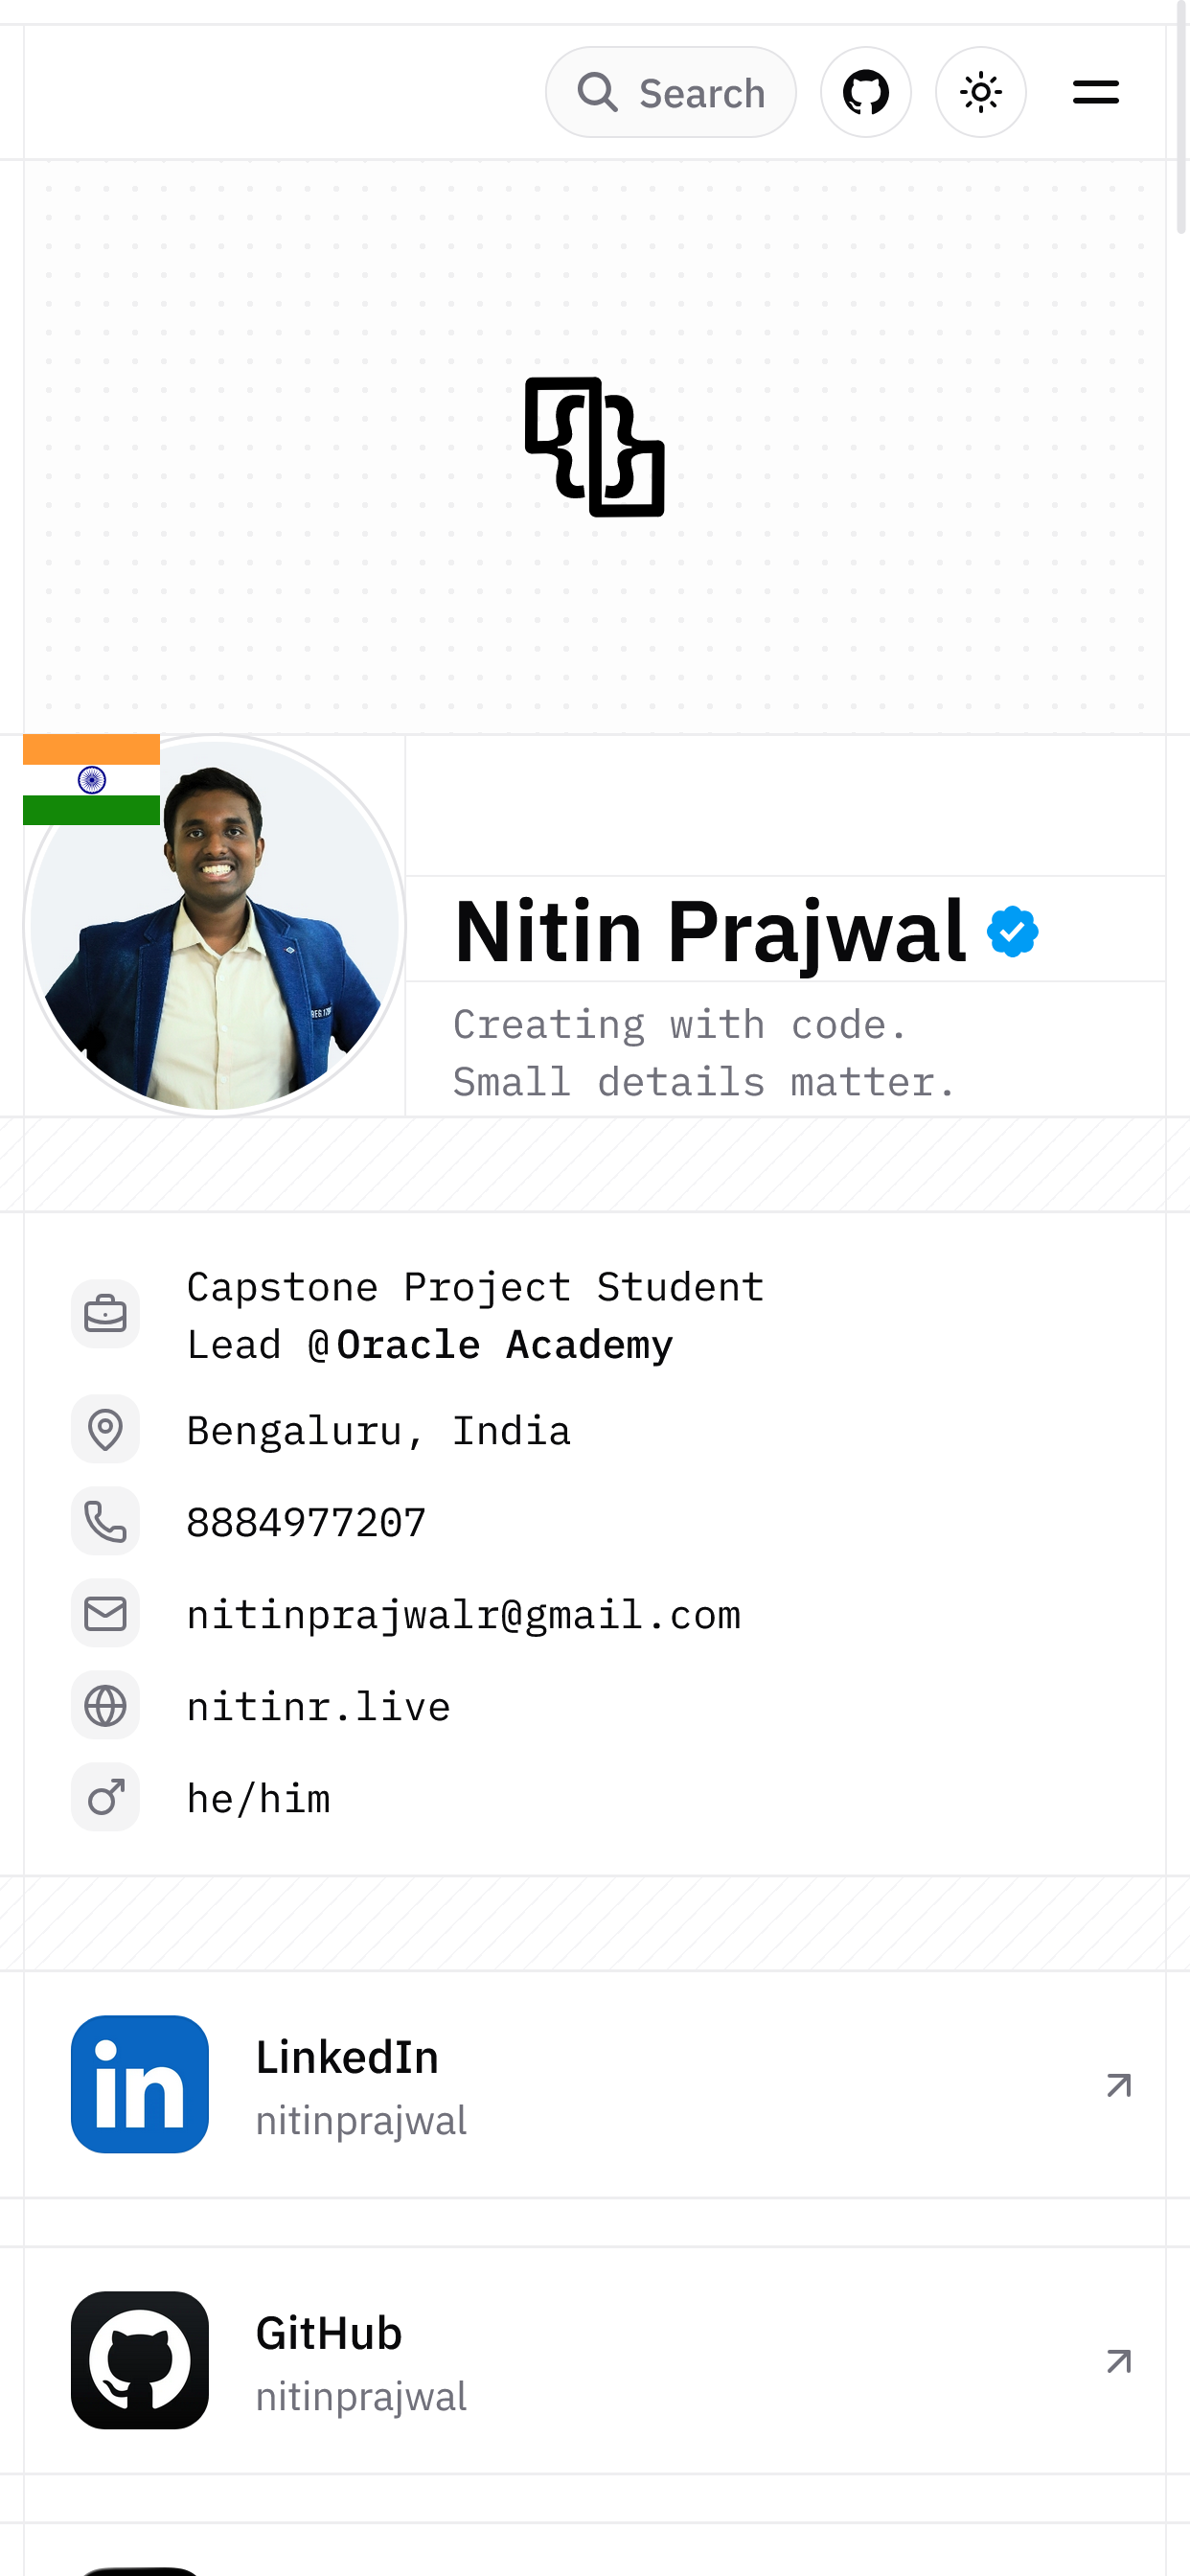 Search
Nitin Prajwal
Creating with code.
Small details matter.
Capstone Project Student
Lead @Oracle Academy
Bengaluru, India
8884977207
nitinprajwalr@gmail.com
nitinr.live
he/him
LinkedIn
nitinprajwal
GitHub
nitinprajwal